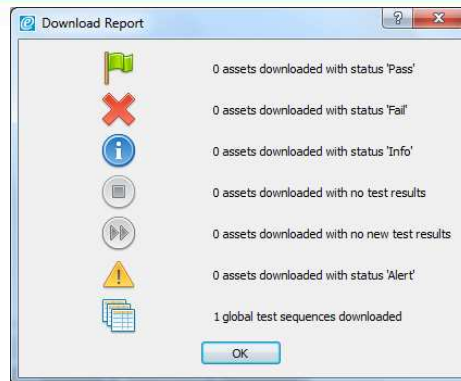 Download Report
0 assets downloaded with status 'Pass'
0 assets downloaded with status 'Fail'
0 assets downloaded with status 'Info'
0 assets downloaded with no test results
0 assets downloaded with no new test results
0 assets downloaded with status 'Alert'
1 global test sequences downloaded
OK